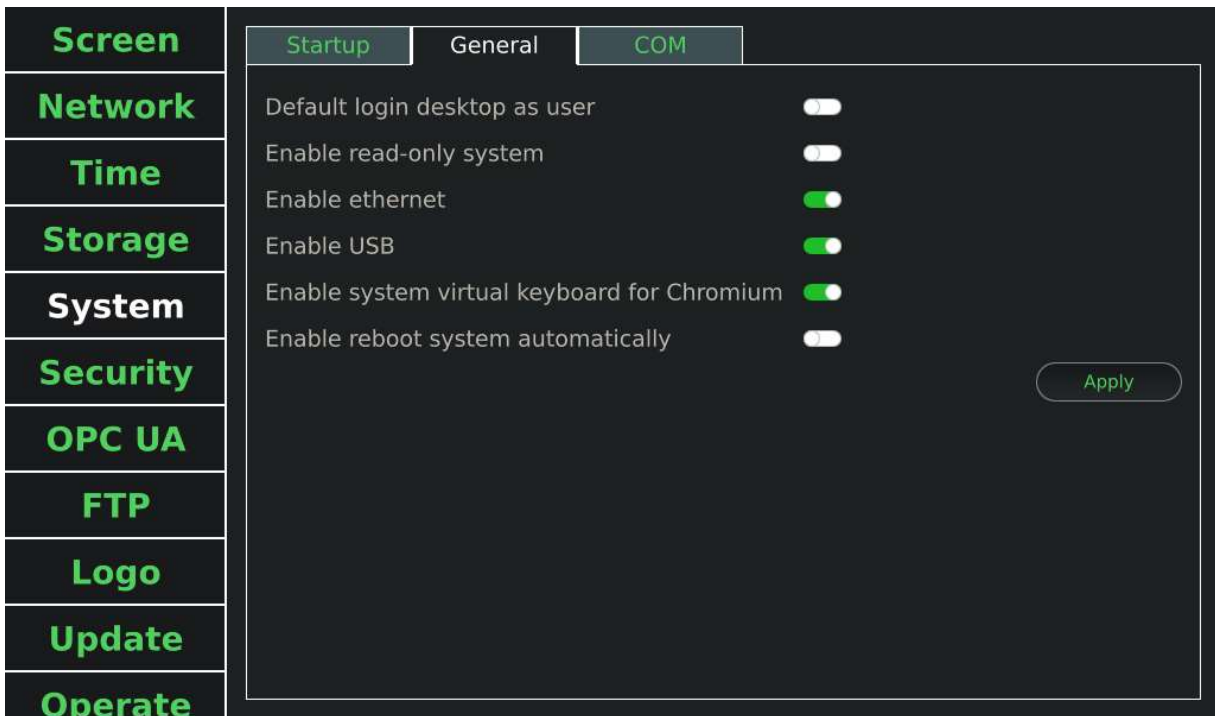 Screen
Network
Time
Storage
System
Security
OPC UA
FTP
Logo
Update
Operate
Startup General COM
Default login desktop as user
Enable read-only system
Enable ethernet
Enable USB
Enable system virtual keyboard for Chromium
Enable reboot system automatically
Apply